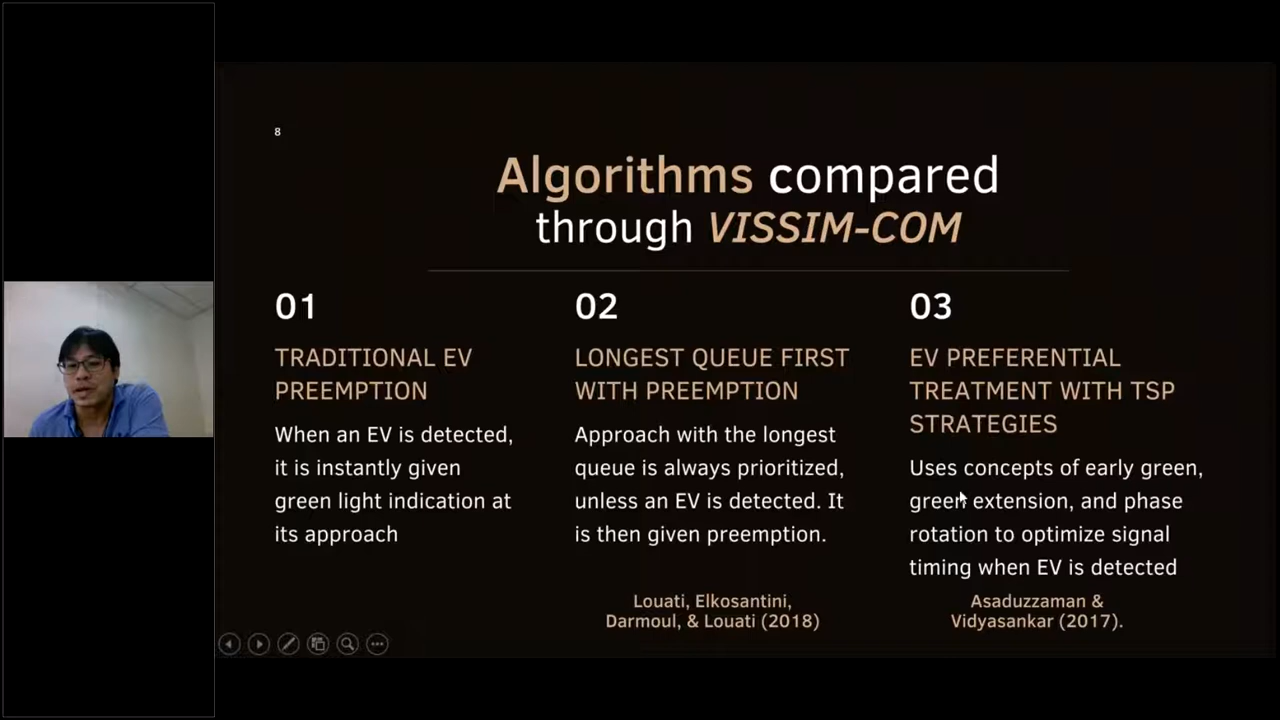 8
Algorithms compared
through VISSIM-COM
01
TRADITIONAL EV
PREEMPTION
When an EV is detected,
it is instantly given
green light indication at
its approach
02
LONGEST QUEUE FIRST
WITH PREEMPTION
Approach with the longest
queue is always prioritized,
unless an EV is detected. It
is then given preemption.
Louati, Elkosantini,
Darmoul, & Louati (2018)
03
EV PREFERENTIAL
TREATMENT WITH TSP
STRATEGIES
Uses concepts of early green,
green extension, and phase
rotation to optimize signal
timing when EV is detected
Asaduzzaman &
Vidyasankar (2017).